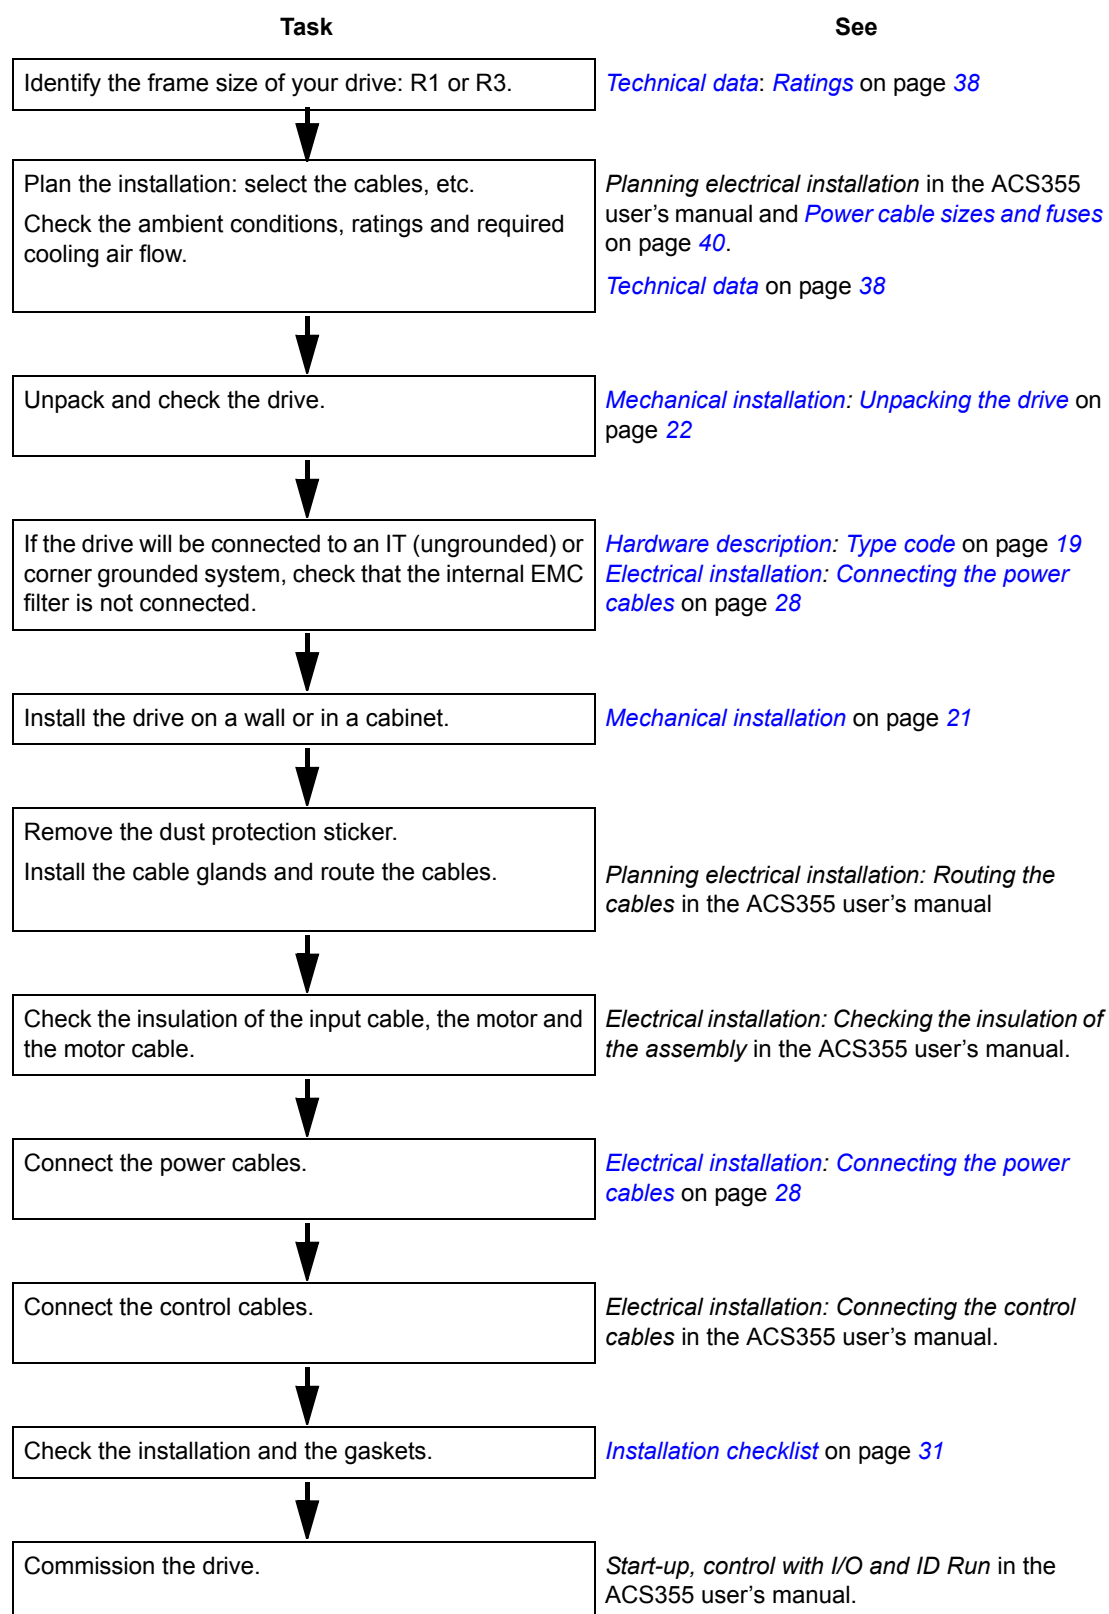 Task See
Identify the frame size of your drive: R1 or R3.
Technical data: Ratings on page 38
Plan the installation: select the cables, etc.
Check the ambient conditions, ratings and required
cooling air flow.
Planning electrical installation in the ACS355
user's manual and Power cable sizes and fuses
on page 40.
Technical data on page 38
Unpack and check the drive.
Mechanical installation: Unpacking the drive on
page 22
If the drive will be connected to an IT (ungrounded) or
corner grounded system, check that the internal EMC
filter is not connected.
Hardware description: Type code on page 19
Electrical installation: Connecting the power
cables on page 28
Install the drive on a wall or in a cabinet.
Mechanical installation on page 21
Remove the dust protection sticker.
Install the cable glands and route the cables.
Planning electrical installation: Routing the
cables in the ACS355 user's manual
Check the insulation of the input cable, the motor and
the motor cable.
Electrical installation: Checking the insulation of
the assembly in the ACS355 user's manual.
Connect the power cables.
Electrical installation: Connecting the power
cables on page 28
Connect the control cables.
Electrical installation: Connecting the control
cables in the ACS355 user's manual.
Check the installation and the gaskets.
Installation checklist on page 31
Commission the drive.
Start-up, control with I/O and ID Run in the
ACS355 user's manual.